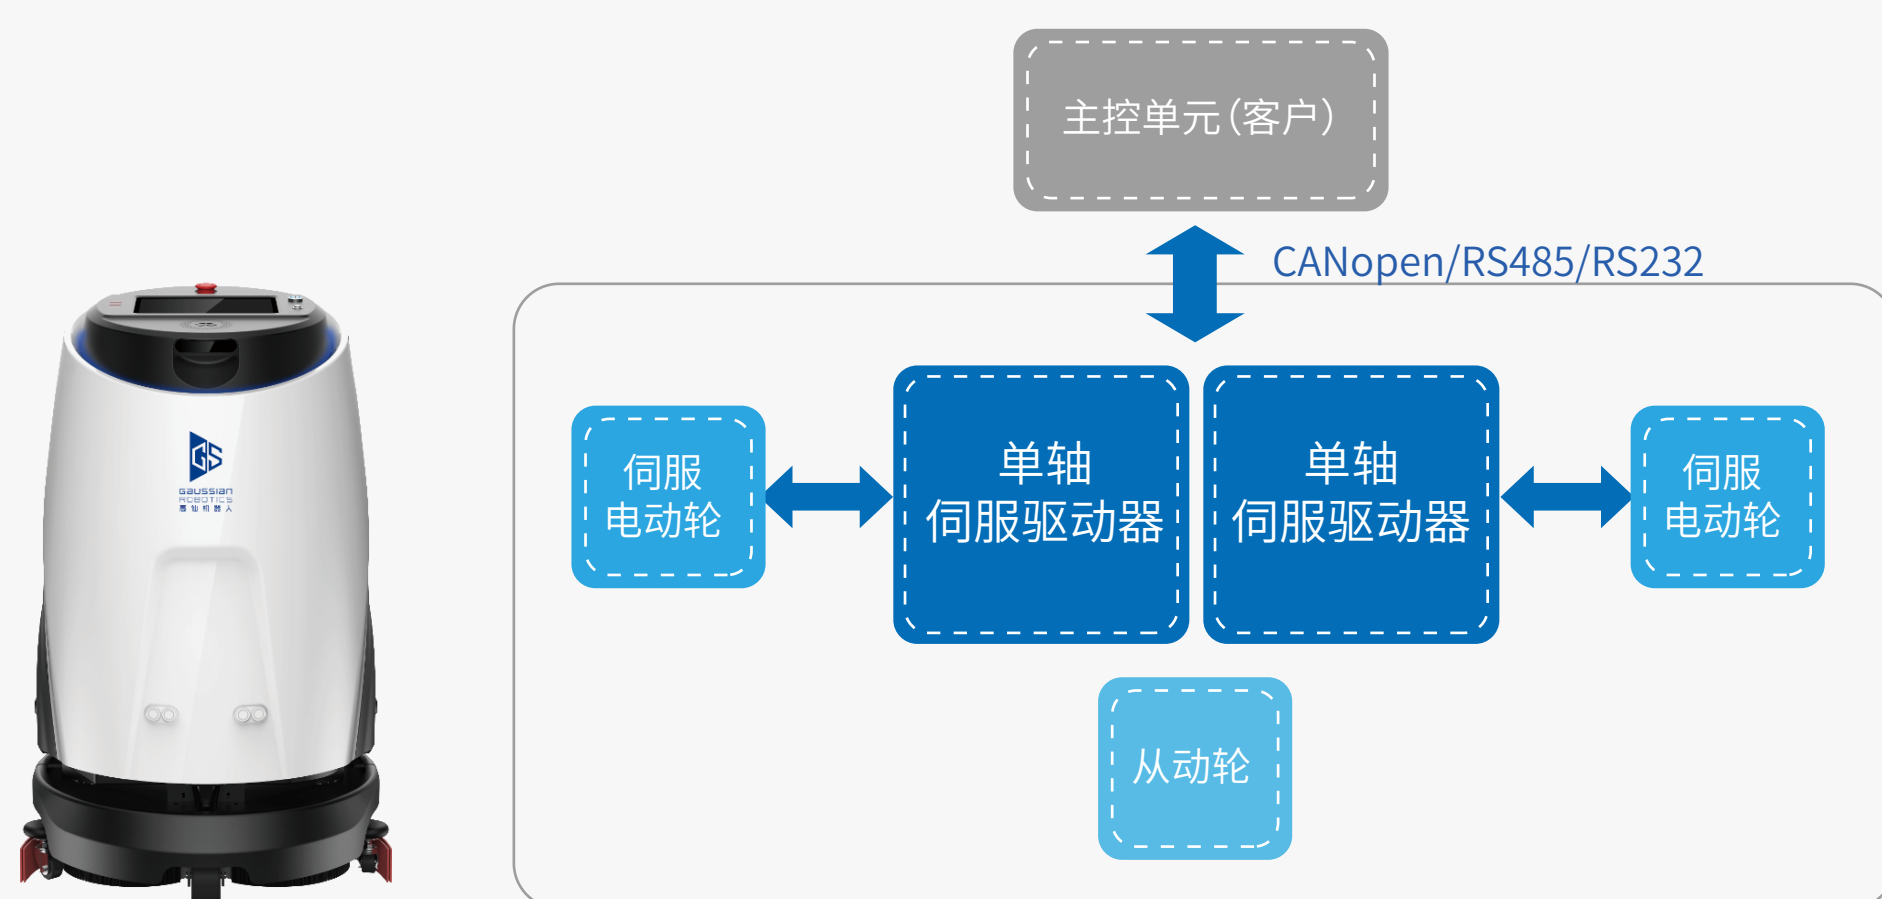 主控单元（客户）
CANopen/RS485/RS232
伺服
电动轮
单轴
伺服驱动器
单轴
伺服驱动器
伺服
电动轮
从动轮
GS
GAUSSIAN
ROBOTICS
高仙机器人